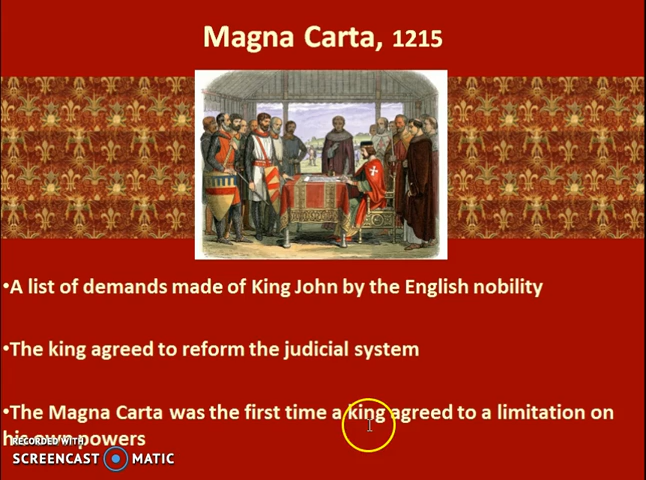 Magna Carta, 1215
•A list of demands made of King John by the English nobility
•The king agreed to reform the judicial system
•The Magna Carta was the first time a king agreed to a limitation on
his own powers
RECORDED WITH
SCREENCAST MATIC